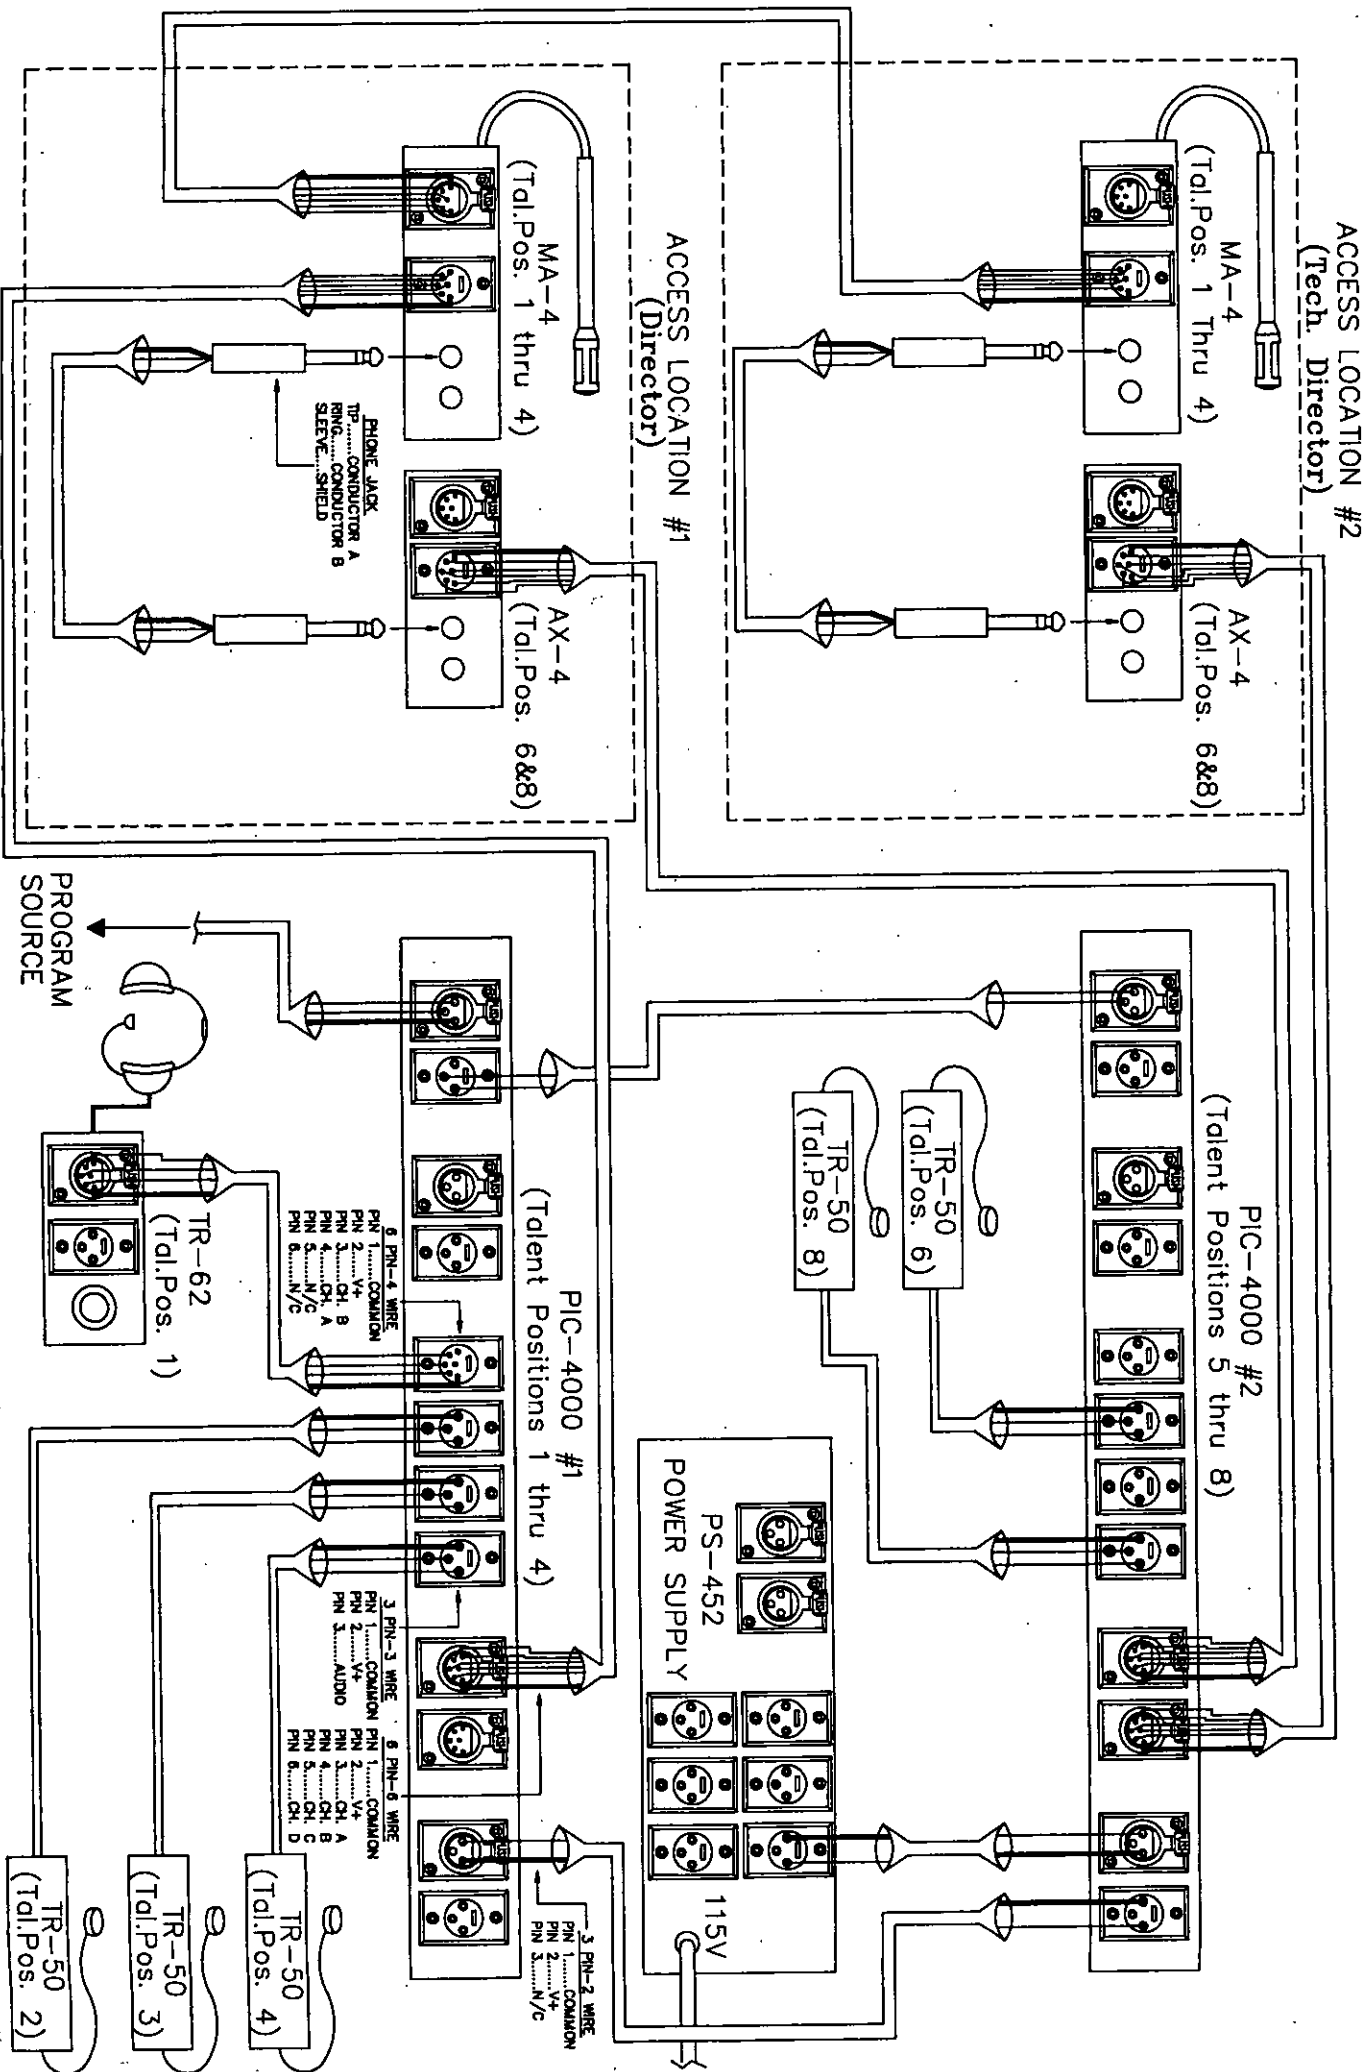 ACCESS LOCATION #2
(Tech. Director)
MA-4
(Tal.Pos. 1 Thru 4)
AX-4
(Tal.Pos. 6&8)
PIC-4000 #2
(Talent Positions 5 thru 8)
TR-50
(Tal.Pos. 6)
TR-50
(Tal.Pos. 8)
PS-452
POWER SUPPLY
115V
ACCESS LOCATION #1
(Director)
MA-4
(Tal.Pos. 1 thru 4)
AX-4
(Tal.Pos. 6&8)
PHONE JACK
TIP........CONDUCTOR A
RING......CONDUCTOR B
SLEEVE...SHIELD
PIC-4000 #1
(Talent Positions 1 thru 4)
6 PIN-4 WIRE
PIN 1......COMMON
PIN 2......V+
PIN 3......CH. B
PIN 4......CH. A
PIN 5......N/C
PIN 6......N/C
3 PIN-3 WIRE
PIN 1......COMMON
PIN 2......V+
PIN 3......AUDIO
6 PIN-6 WIRE
PIN 1......COMMON
PIN 2......V+
PIN 3......CH. A
PIN 4......CH. B
PIN 5......CH. C
PIN 6......CH. D
3 PIN-2 WIRE
PIN 1......COMMON
PIN 2......V+
PIN 3......N/C
PROGRAM
SOURCE
TR-62
(Tal.Pos. 1)
TR-50
(Tal.Pos. 4)
TR-50
(Tal.Pos. 3)
TR-50
(Tal.Pos. 2)